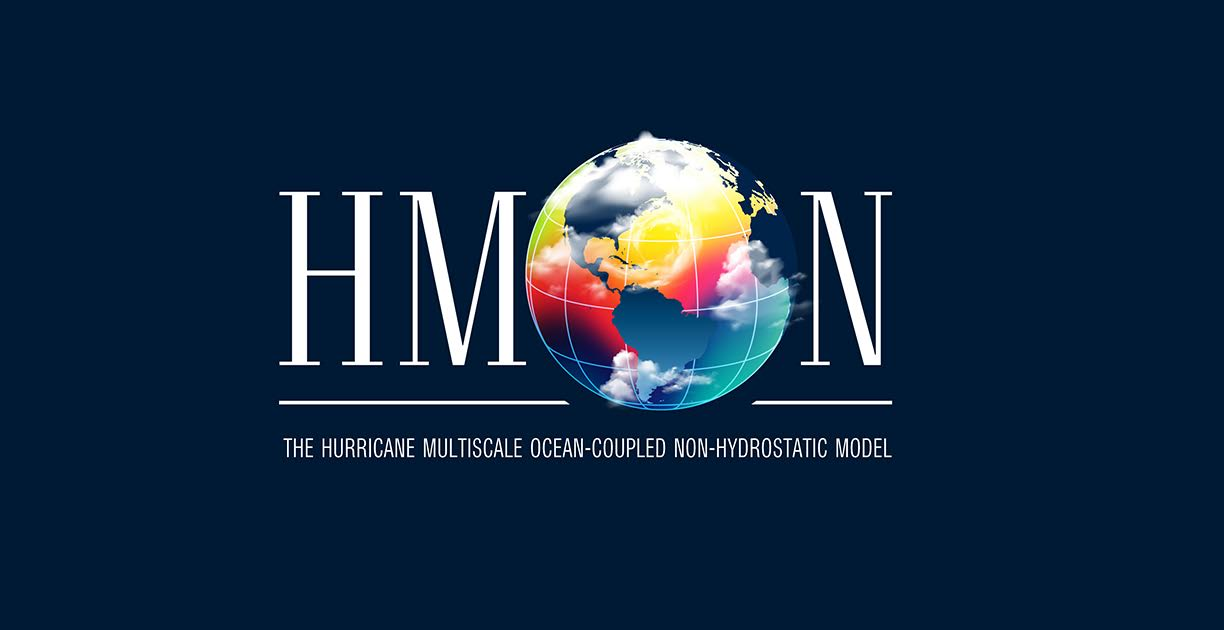 HMON
THE HURRICANE MULTISCALE OCEAN-COUPLED NON-HYDROSTATIC MODEL